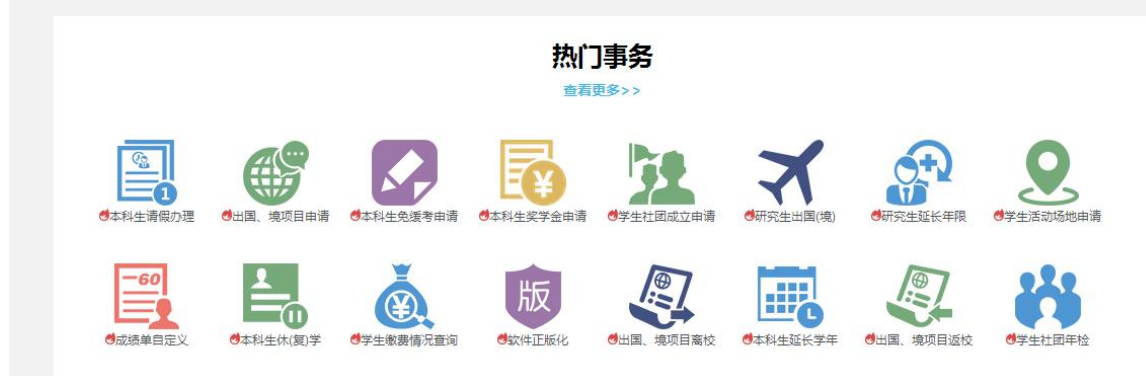 热门事务
查看更多>>
1
本科生请假办理
出国、境项目申请
本科生免缓考申请
¥
本科生奖学金申请
学生社团成立申请
研究生出国(境)
研究生延长年限
学生活动场地申请
-60
成绩单自定义
本科生休(复)学
¥
学生缴费情况查询
版
软件正版化
出国、境项目离校
本科生延长学年
出国、境项目返校
学生社团年检